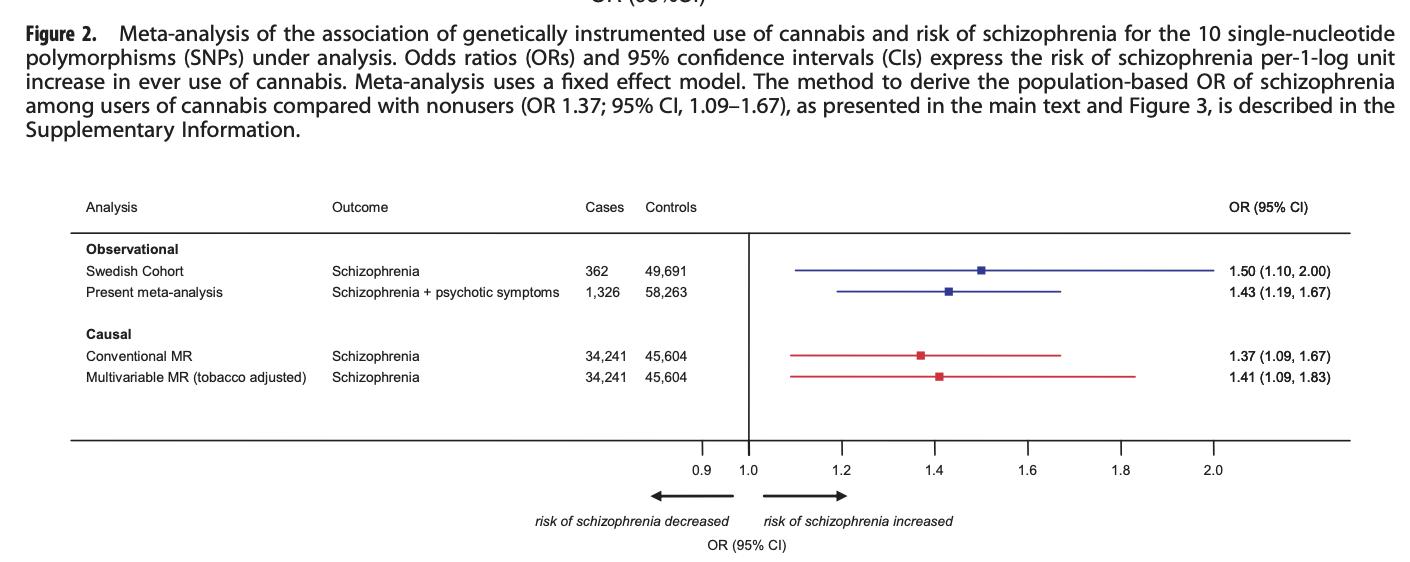 Figure 2. Meta-analysis of the association of genetically instrumented use of cannabis and risk of schizophrenia for the 10 single-nucleotide
polymorphisms (SNPs) under analysis. Odds ratios (ORs) and 95% confidence intervals (CIs) express the risk of schizophrenia per-1-log unit
increase in ever use of cannabis. Meta-analysis uses a fixed effect model. The method to derive the population-based OR of schizophrenia
among users of cannabis compared with nonusers (OR 1.37; 95% CI, 1.09–1.67), as presented in the main text and Figure 3, is described in the
Supplementary Information.
Analysis Outcome Cases Controls OR (95% CI)
Observational
Swedish Cohort Schizophrenia 362 49,691 1.50 (1.10, 2.00)
Present meta-analysis Schizophrenia + psychotic symptoms 1,326 58,263 1.43 (1.19, 1.67)
Causal
Conventional MR Schizophrenia 34,241 45,604 1.37 (1.09, 1.67)
Multivariable MR (tobacco adjusted) Schizophrenia 34,241 45,604 1.41 (1.09, 1.83)
0.9 1.0 1.2 1.4 1.6 1.8 2.0
risk of schizophrenia decreased risk of schizophrenia increased
OR (95% CI)